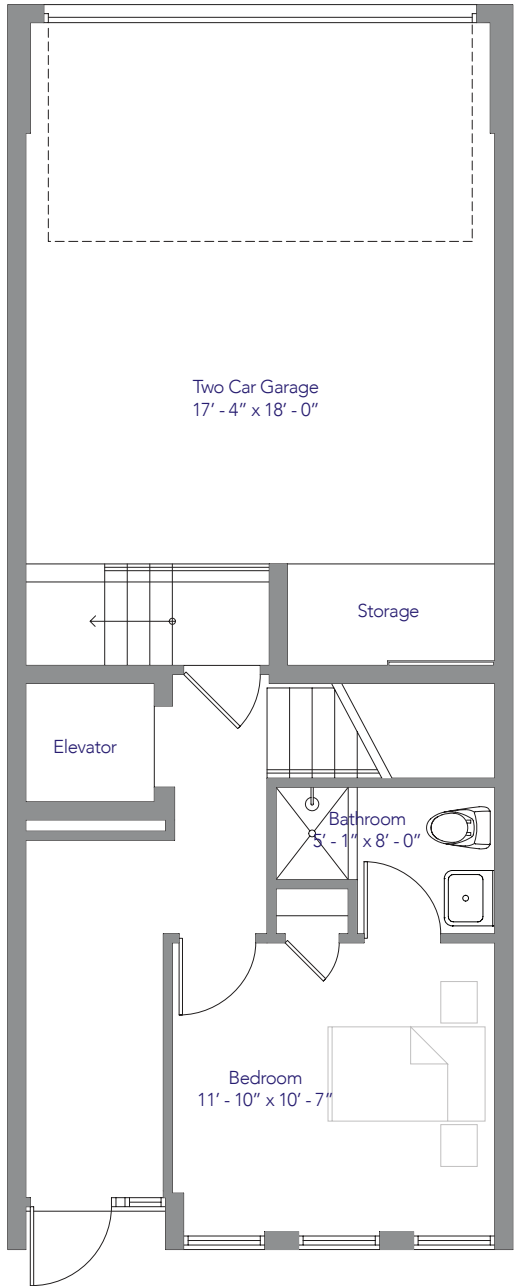 Two Car Garage
17’ - 4” x 18’ - 0”
Storage
Elevator
Bathroom
5’ - 1” x 8’ - 0”
Bedroom
11’ - 10” x 10’ - 7”